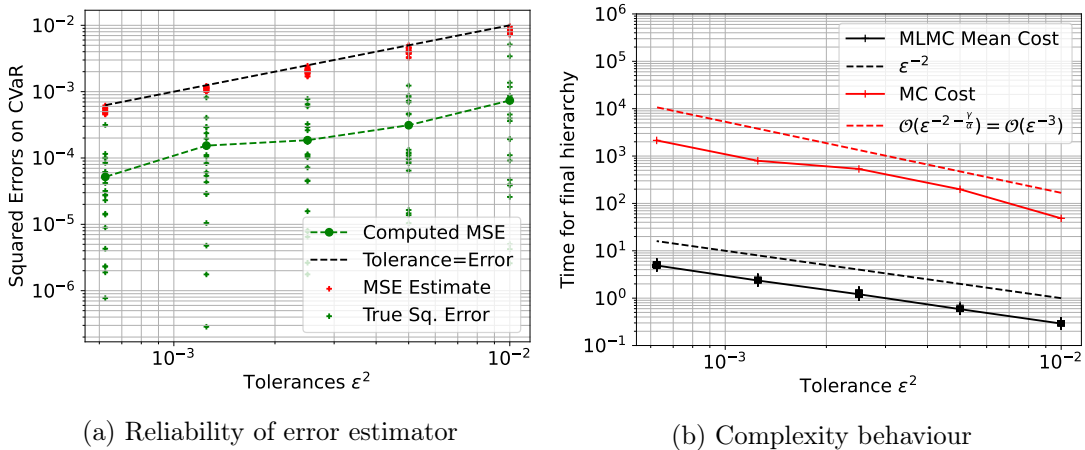 Squared Errors on CVaR
10⁻²
10⁻³
10⁻⁴
10⁻⁵
10⁻⁶
Computed MSE
Tolerance=Error
MSE Estimate
True Sq. Error
10⁻³
10⁻²
Tolerances ϵ²
(a) Reliability of error estimator
Time for final hierarchy
10⁶
10⁵
10⁴
10³
10²
10¹
10⁰
10⁻¹
MLMC Mean Cost
ε⁻²
MC Cost
𝒪(ε^{-2-γ/α}) = 𝒪(ε⁻³)
10⁻³
10⁻²
Tolerance ϵ²
(b) Complexity behaviour